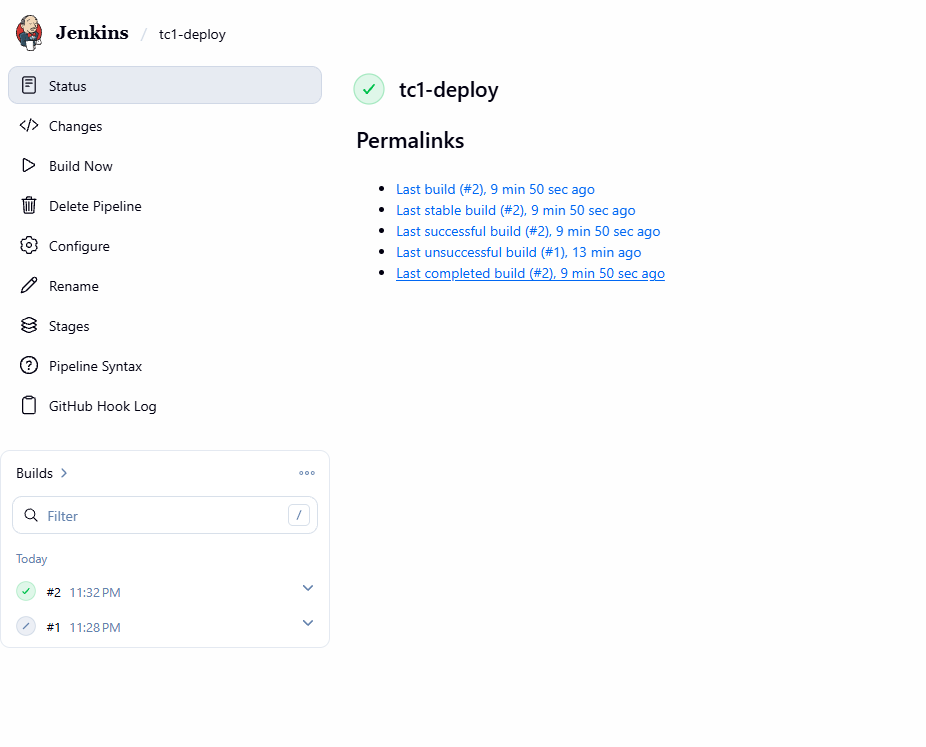 Jenkins / tc1-deploy
Status
Changes
Build Now
Delete Pipeline
Configure
Rename
Stages
Pipeline Syntax
GitHub Hook Log
Builds
Filter /
Today
#2 11:32 PM
#1 11:28 PM
tc1-deploy
Permalinks
Last build (#2), 9 min 50 sec ago
Last stable build (#2), 9 min 50 sec ago
Last successful build (#2), 9 min 50 sec ago
Last unsuccessful build (#1), 13 min ago
Last completed build (#2), 9 min 50 sec ago